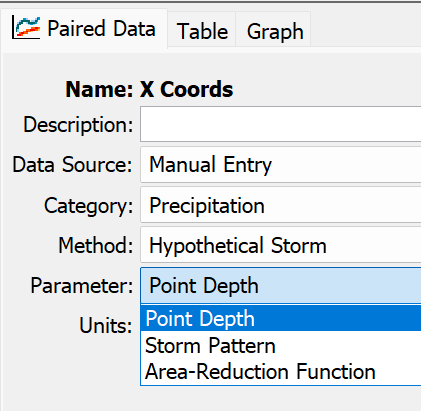 Paired Data Table Graph
Name: X Coords
Description:
Data Source: Manual Entry
Category: Precipitation
Method: Hypothetical Storm
Parameter: Point Depth
Units: Point Depth
Storm Pattern
Area-Reduction Function